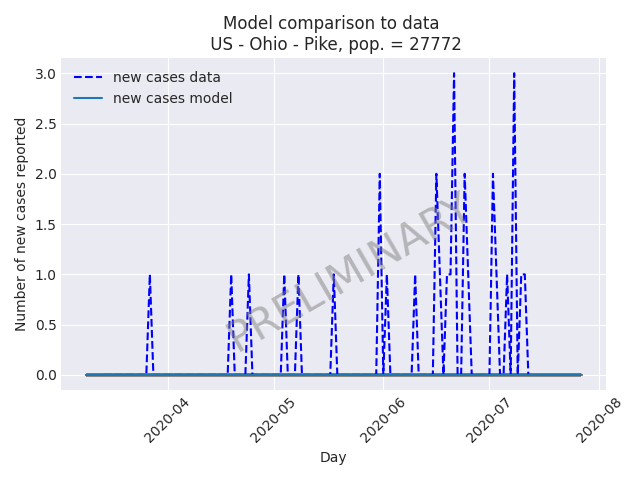 Model comparison to data
US - Ohio - Pike, pop. = 27772
new cases data
new cases model
Number of new cases reported
3.0
2.5
2.0
1.5
1.0
0.5
0.0
PRELIMINARY
2020-04
2020-05
2020-06
2020-07
2020-08
Day